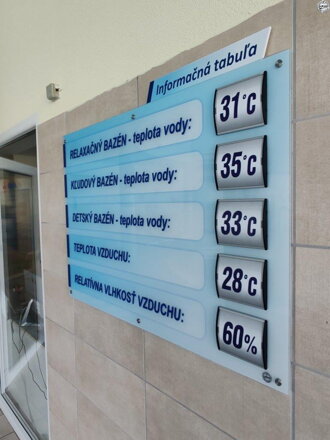 Informačná tabuľa
RELAXAČNÝ BAZÉN - teplota vody: 31°C
KĽUDOVÝ BAZÉN - teplota vody: 35°C
DETSKÝ BAZÉN - teplota vody: 33°C
TEPLOTA VZDUCHU: 28°C
RELATÍVNA VLHKOSŤ VZDUCHU: 60%